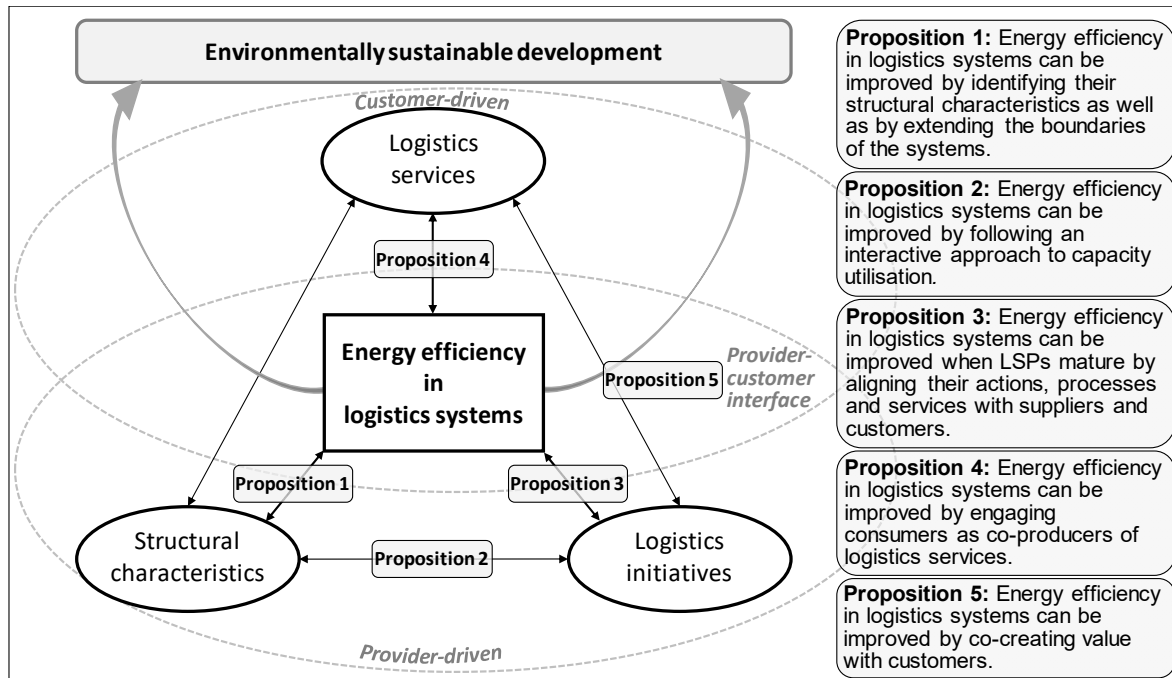 Environmentally sustainable development
Customer-driven
Logistics
services
Proposition 4
Energy efficiency
in
logistics systems
Proposition 5
Provider-
customer
interface
Proposition 1
Proposition 3
Structural
characteristics
Proposition 2
Logistics
initiatives
Provider-driven
Proposition 1: Energy efficiency
in logistics systems can be
improved by identifying their
structural characteristics as well
as by extending the boundaries
of the systems.
Proposition 2: Energy efficiency
in logistics systems can be
improved by following an
interactive approach to capacity
utilisation.
Proposition 3: Energy efficiency
in logistics systems can be
improved when LSPs mature by
aligning their actions, processes
and services with suppliers and
customers.
Proposition 4: Energy efficiency
in logistics systems can be
improved by engaging
consumers as co-producers of
logistics services.
Proposition 5: Energy efficiency
in logistics systems can be
improved by co-creating value
with customers.